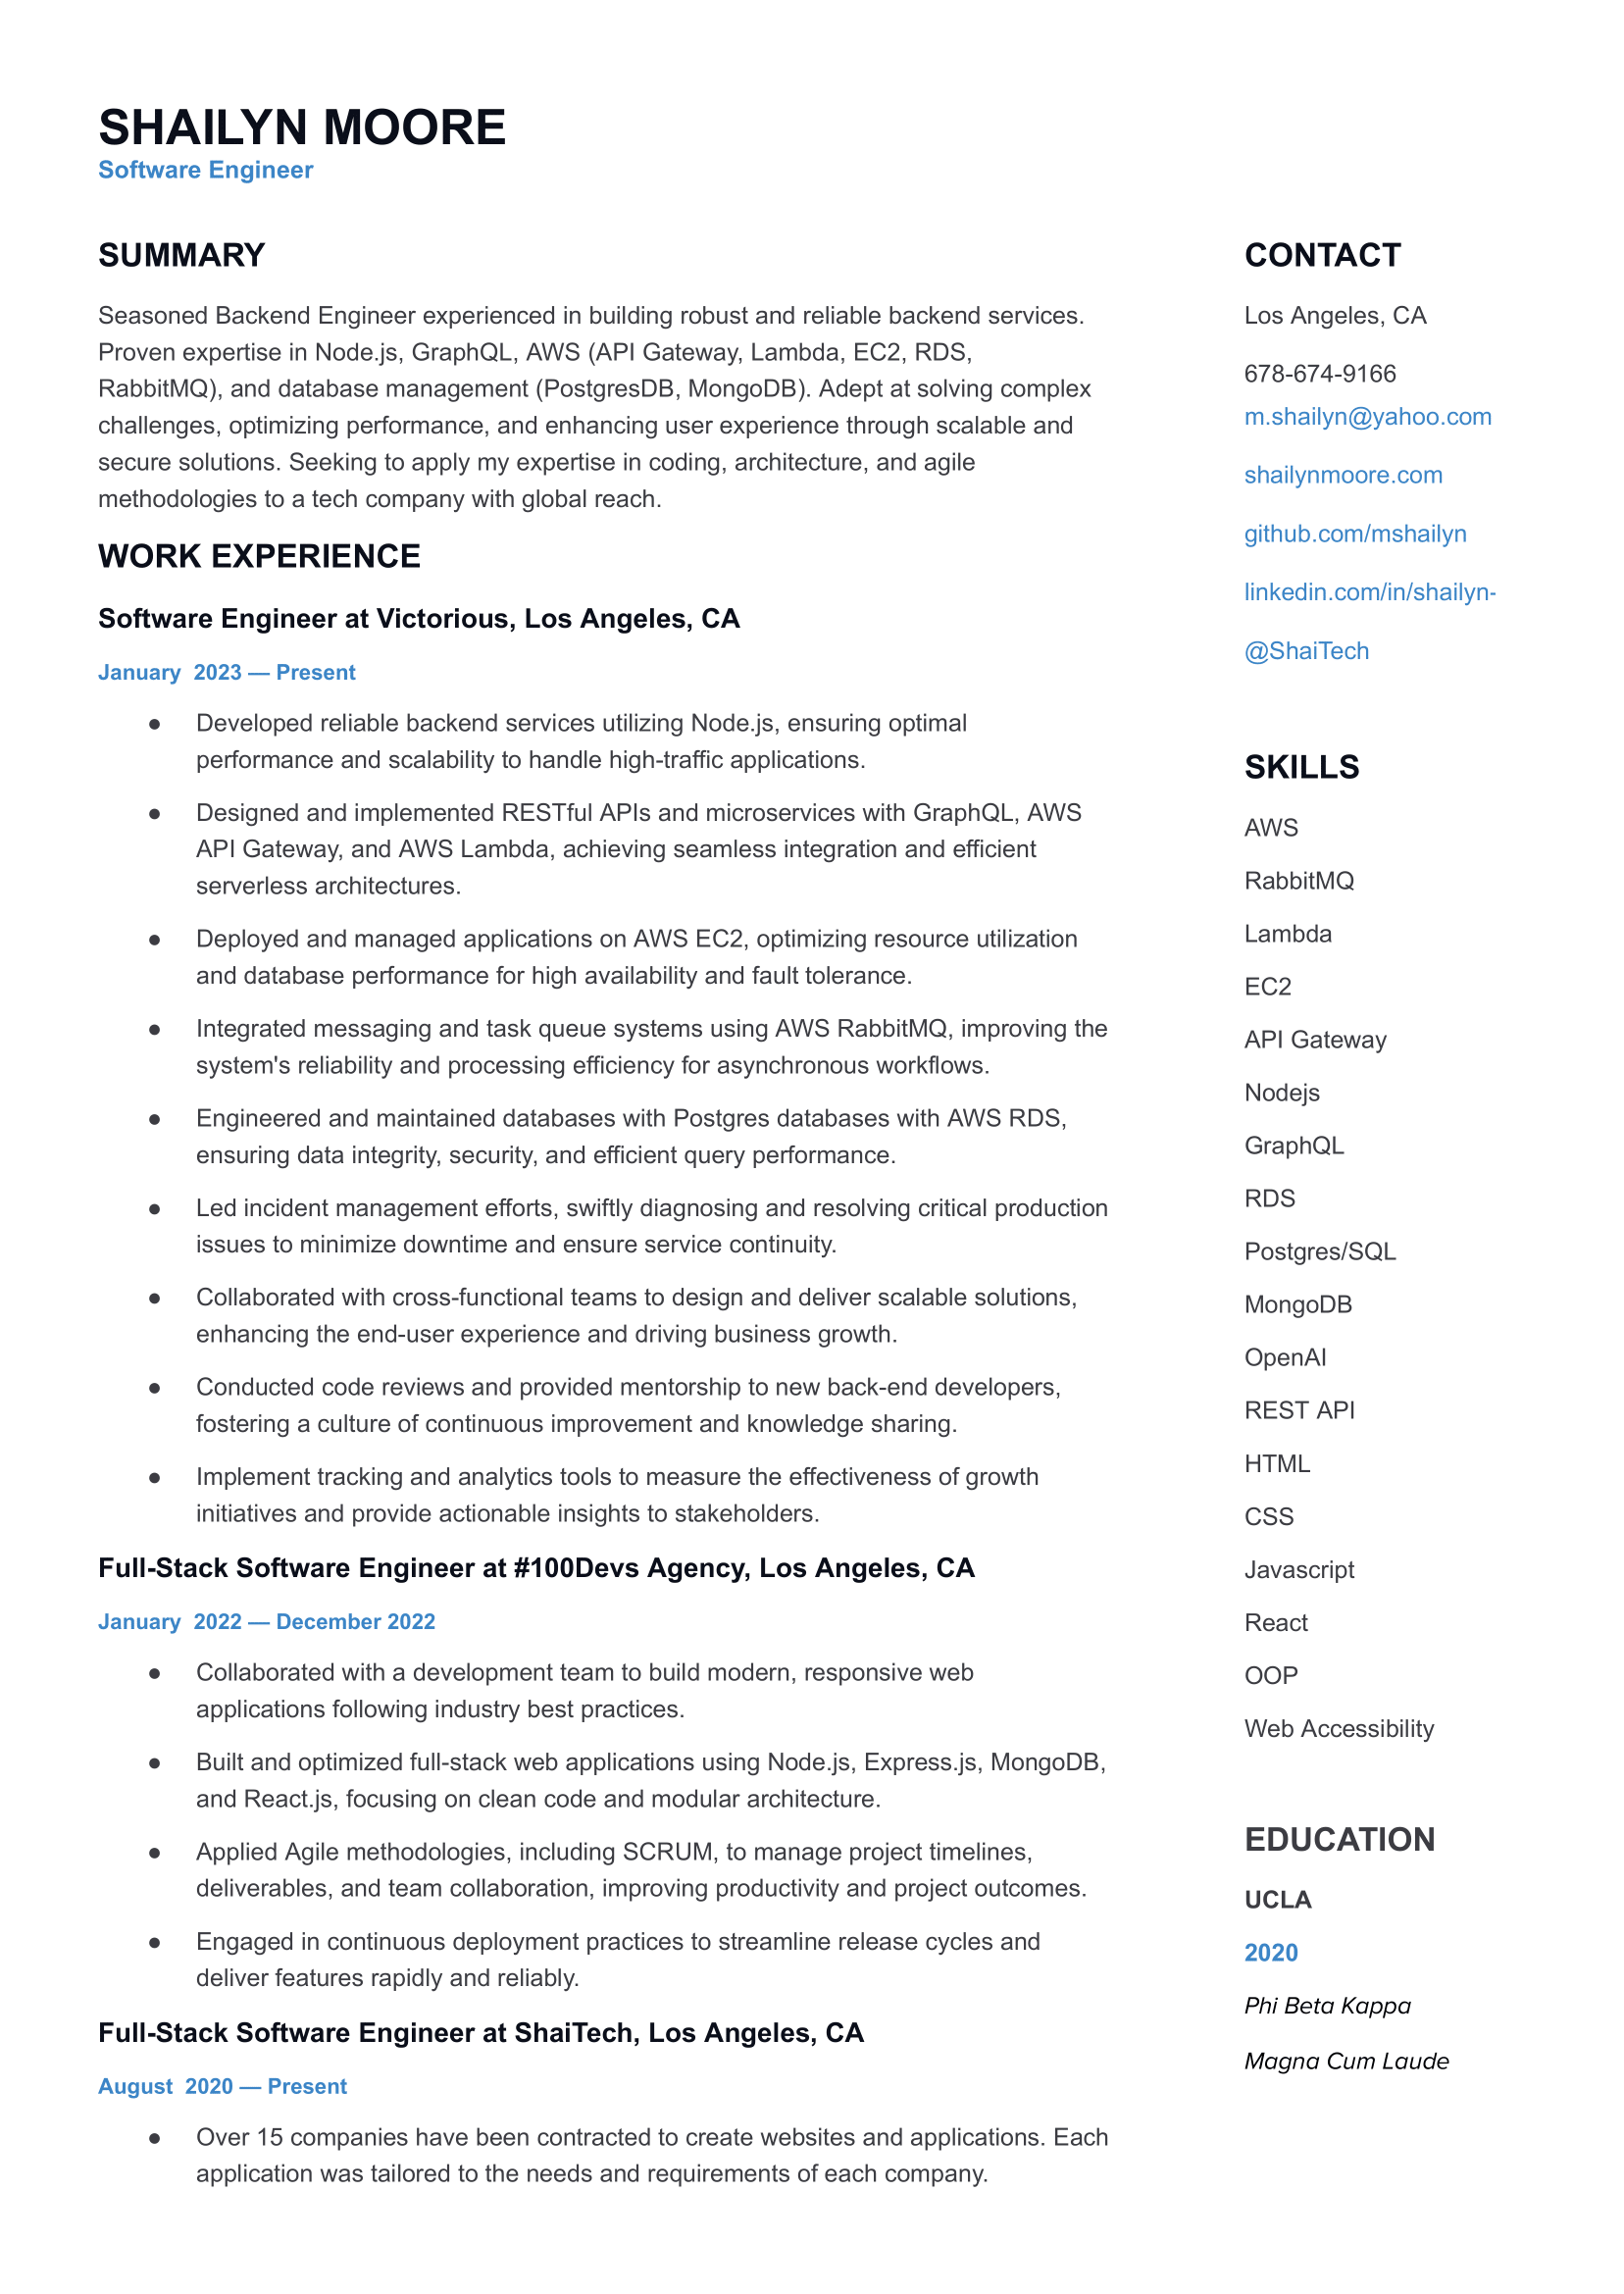 SHAILYN MOORE
Software Engineer
SUMMARY
Seasoned Backend Engineer experienced in building robust and reliable backend services.
Proven expertise in Node.js, GraphQL, AWS (API Gateway, Lambda, EC2, RDS,
RabbitMQ), and database management (PostgresDB, MongoDB). Adept at solving complex
challenges, optimizing performance, and enhancing user experience through scalable and
secure solutions. Seeking to apply my expertise in coding, architecture, and agile
methodologies to a tech company with global reach.
WORK EXPERIENCE
Software Engineer at Victorious, Los Angeles, CA
January  2023 — Present
● Developed reliable backend services utilizing Node.js, ensuring optimal
performance and scalability to handle high-traffic applications.
● Designed and implemented RESTful APIs and microservices with GraphQL, AWS
API Gateway, and AWS Lambda, achieving seamless integration and efficient
serverless architectures.
● Deployed and managed applications on AWS EC2, optimizing resource utilization
and database performance for high availability and fault tolerance.
● Integrated messaging and task queue systems using AWS RabbitMQ, improving the
system's reliability and processing efficiency for asynchronous workflows.
● Engineered and maintained databases with Postgres databases with AWS RDS,
ensuring data integrity, security, and efficient query performance.
● Led incident management efforts, swiftly diagnosing and resolving critical production
issues to minimize downtime and ensure service continuity.
● Collaborated with cross-functional teams to design and deliver scalable solutions,
enhancing the end-user experience and driving business growth.
● Conducted code reviews and provided mentorship to new back-end developers,
fostering a culture of continuous improvement and knowledge sharing.
● Implement tracking and analytics tools to measure the effectiveness of growth
initiatives and provide actionable insights to stakeholders.
Full-Stack Software Engineer at #100Devs Agency, Los Angeles, CA
January  2022 — December 2022
● Collaborated with a development team to build modern, responsive web
applications following industry best practices.
● Built and optimized full-stack web applications using Node.js, Express.js, MongoDB,
and React.js, focusing on clean code and modular architecture.
● Applied Agile methodologies, including SCRUM, to manage project timelines,
deliverables, and team collaboration, improving productivity and project outcomes.
● Engaged in continuous deployment practices to streamline release cycles and
deliver features rapidly and reliably.
Full-Stack Software Engineer at ShaiTech, Los Angeles, CA
August  2020 — Present
● Over 15 companies have been contracted to create websites and applications. Each
application was tailored to the needs and requirements of each company.
CONTACT
Los Angeles, CA
678-674-9166
m.shailyn@yahoo.com
shailynmoore.com
github.com/mshailyn
linkedin.com/in/shailyn-
@ShaiTech
SKILLS
AWS
RabbitMQ
Lambda
EC2
API Gateway
Nodejs
GraphQL
RDS
Postgres/SQL
MongoDB
OpenAI
REST API
HTML
CSS
Javascript
React
OOP
Web Accessibility
EDUCATION
UCLA
2020
Phi Beta Kappa
Magna Cum Laude